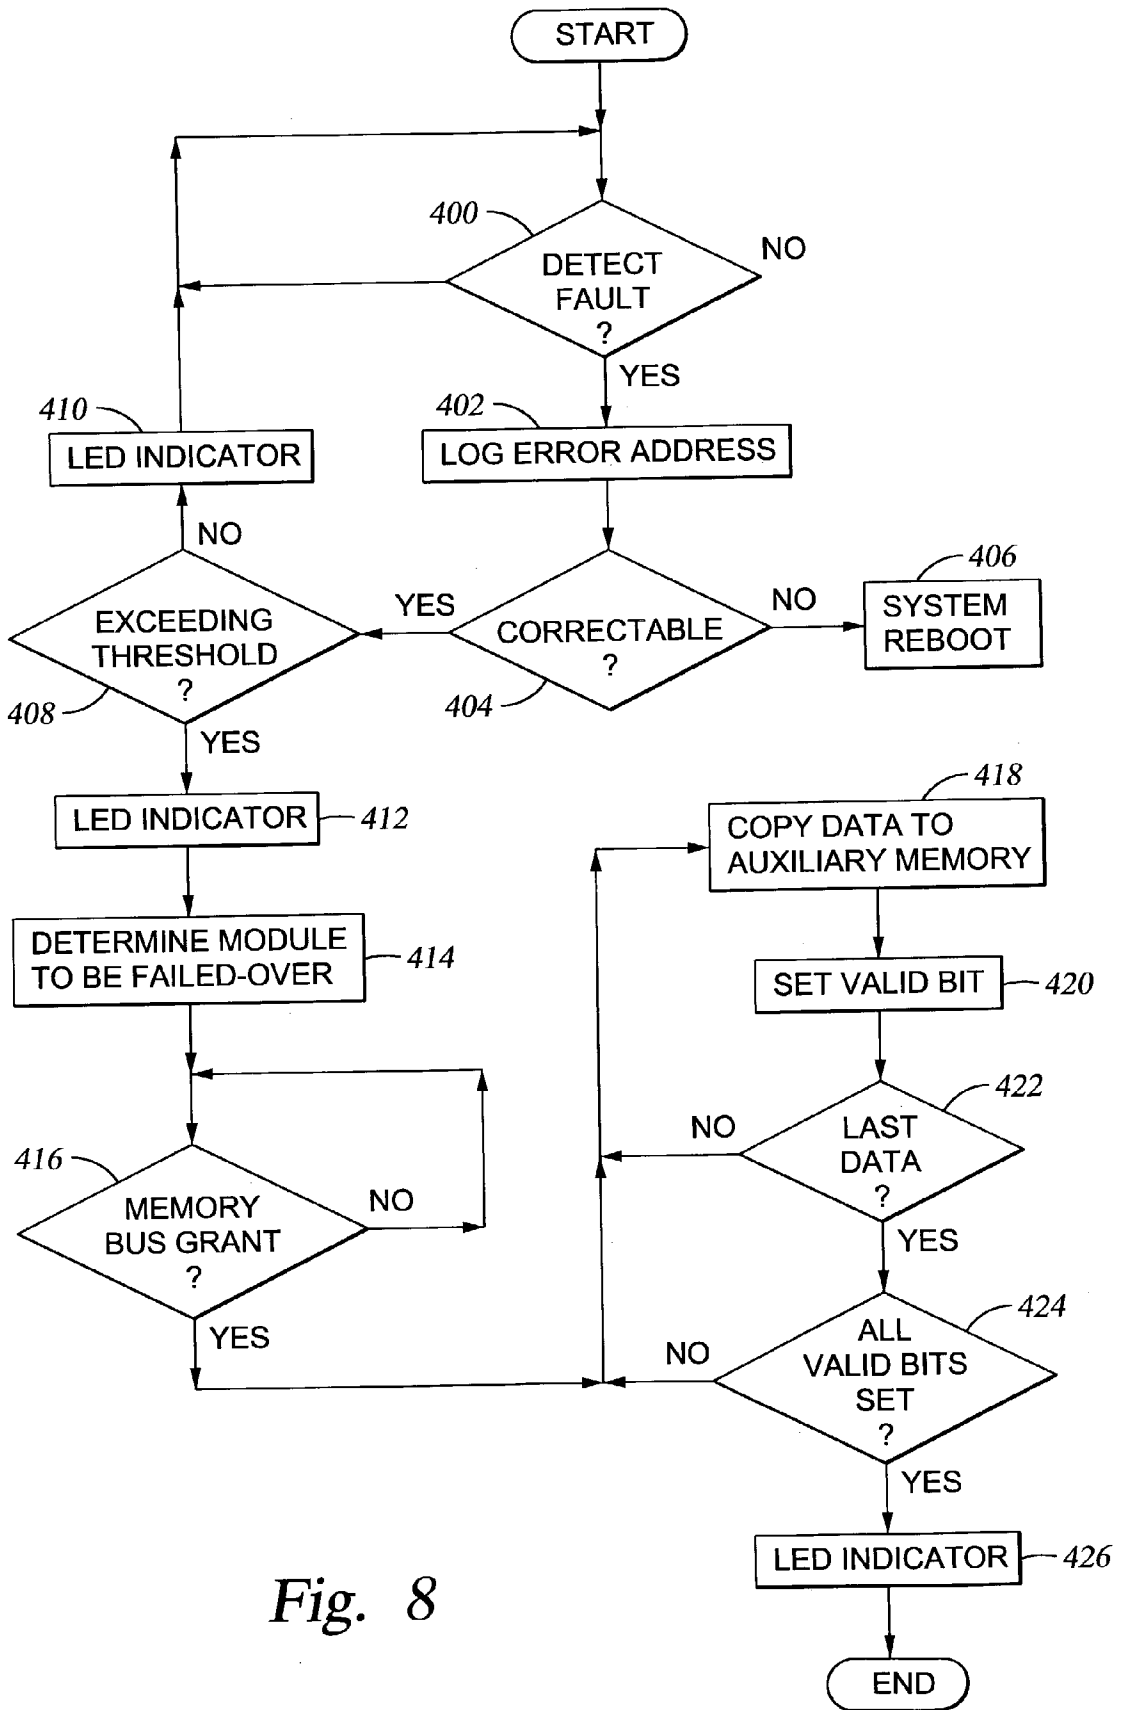 START
400
NO
DETECT
FAULT
?
YES
410
402
LED INDICATOR
LOG ERROR ADDRESS
NO
406
YES
NO
SYSTEM
REBOOT
EXCEEDING
THRESHOLD
?
CORRECTABLE
?
408
404
YES
418
LED INDICATOR
412
COPY DATA TO
AUXILIARY MEMORY
DETERMINE MODULE
TO BE FAILED-OVER
414
SET VALID BIT
420
422
416
NO
LAST
DATA
?
MEMORY
BUS GRANT
?
NO
YES
YES
424
NO
ALL
VALID BITS
SET
?
YES
LED INDICATOR
426
Fig. 8
END